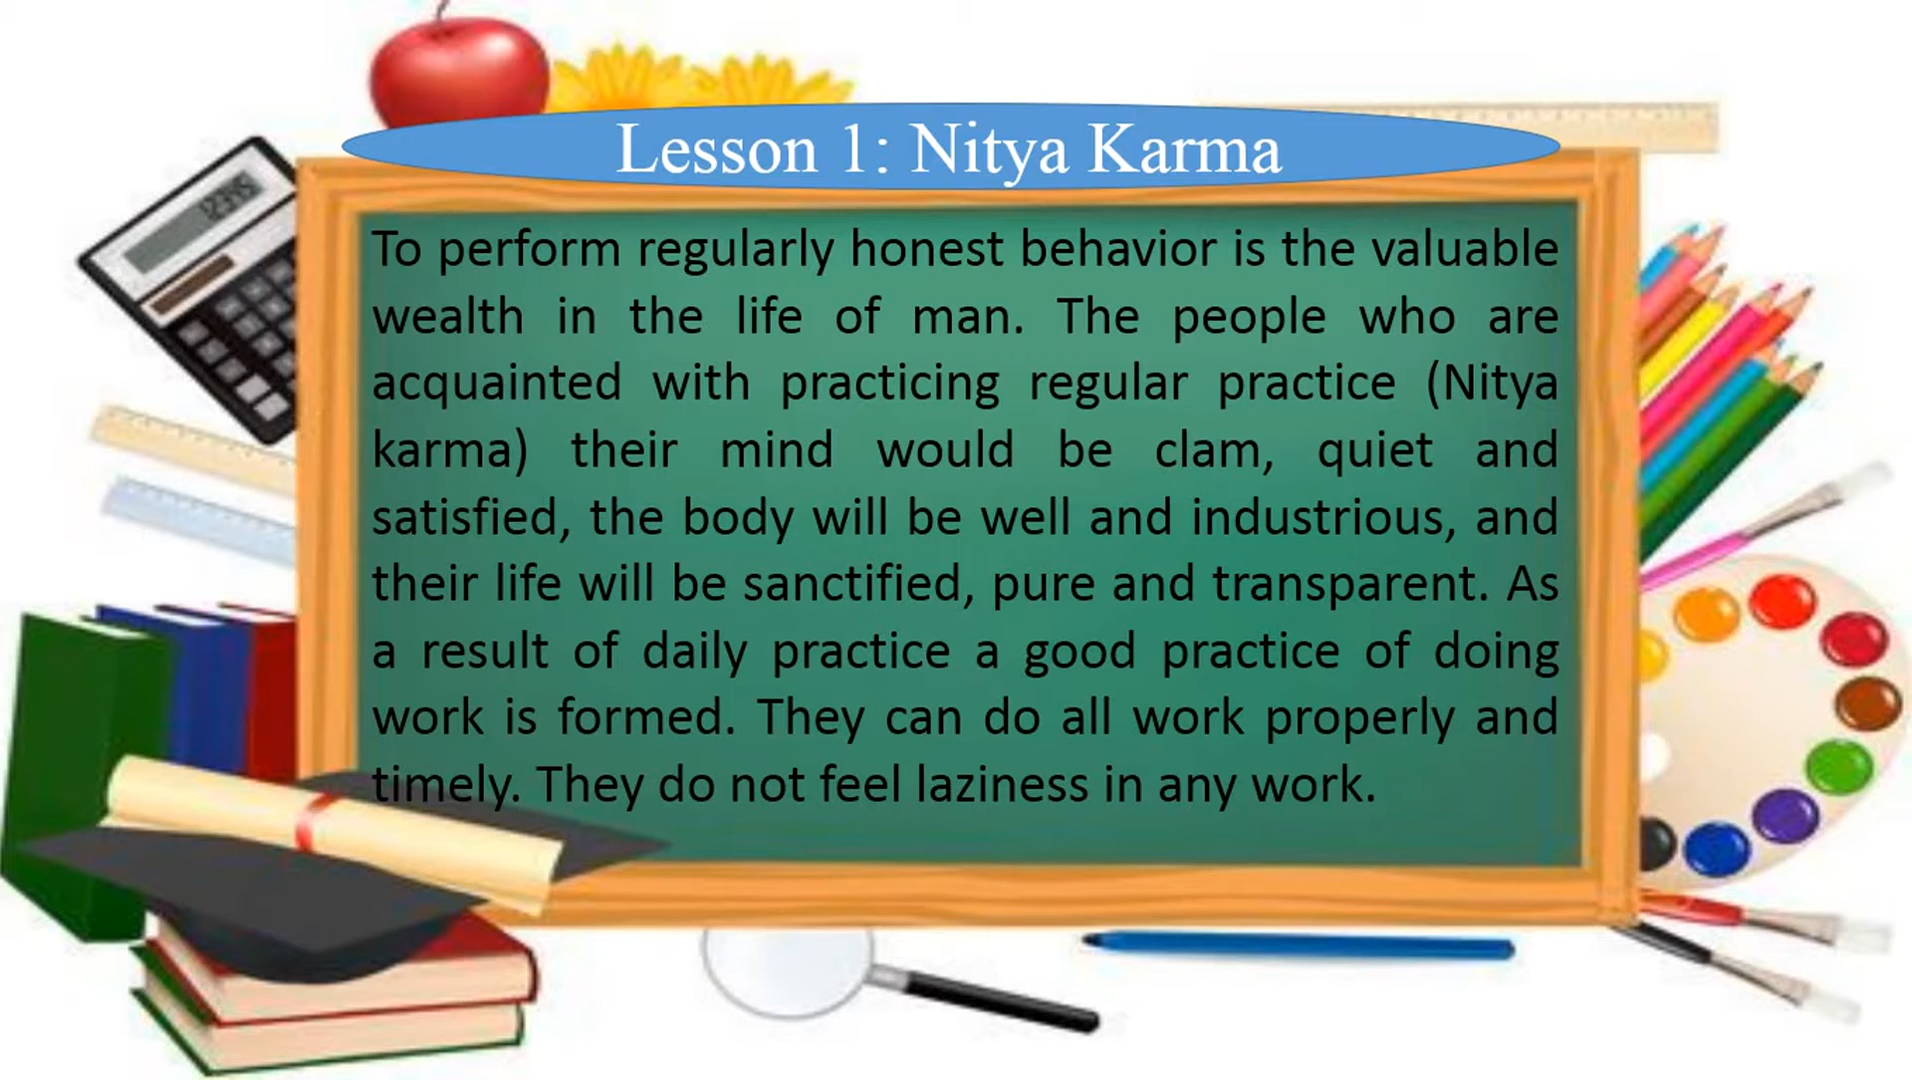 Lesson 1: Nitya Karma
To perform regularly honest behavior is the valuable
wealth in the life of man. The people who are
acquainted with practicing regular practice (Nitya
karma) their mind would be clam, quiet and
satisfied, the body will be well and industrious, and
their life will be sanctified, pure and transparent. As
a result of daily practice a good practice of doing
work is formed. They can do all work properly and
timely. They do not feel laziness in any work.